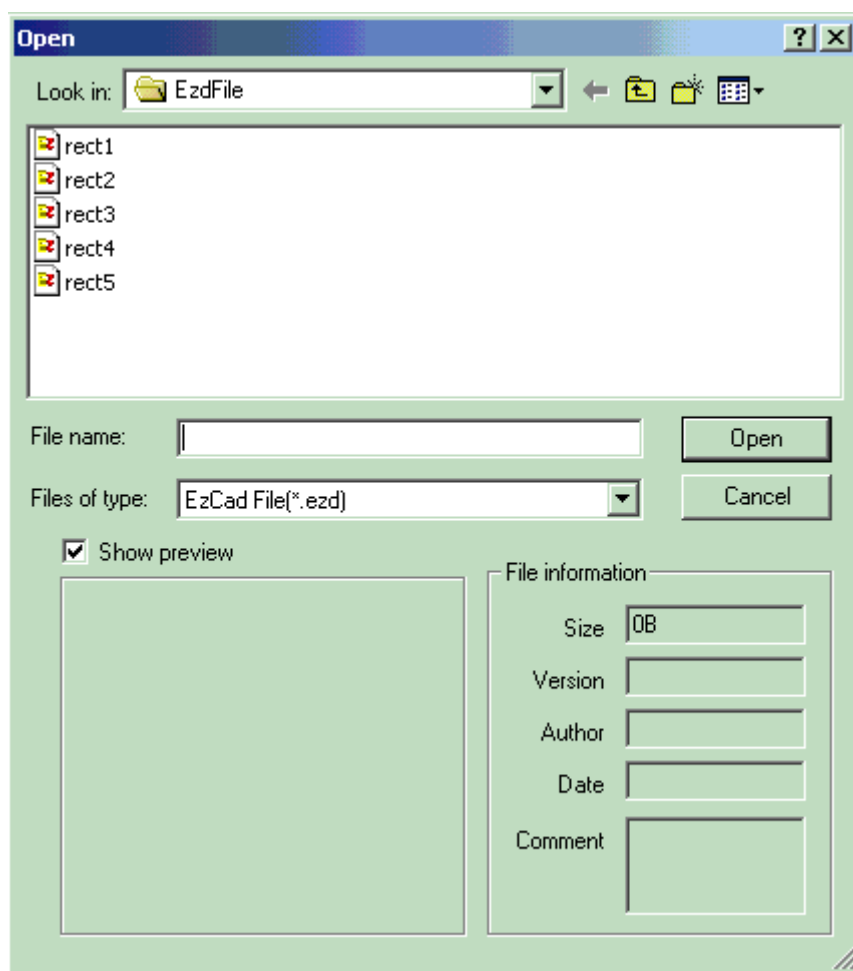 Open
Look in: EzdFile
rect1
rect2
rect3
rect4
rect5
File name: Open
Files of type: EzCad File(*.ezd) Cancel
Show preview
File information
Size 0B
Version
Author
Date
Comment